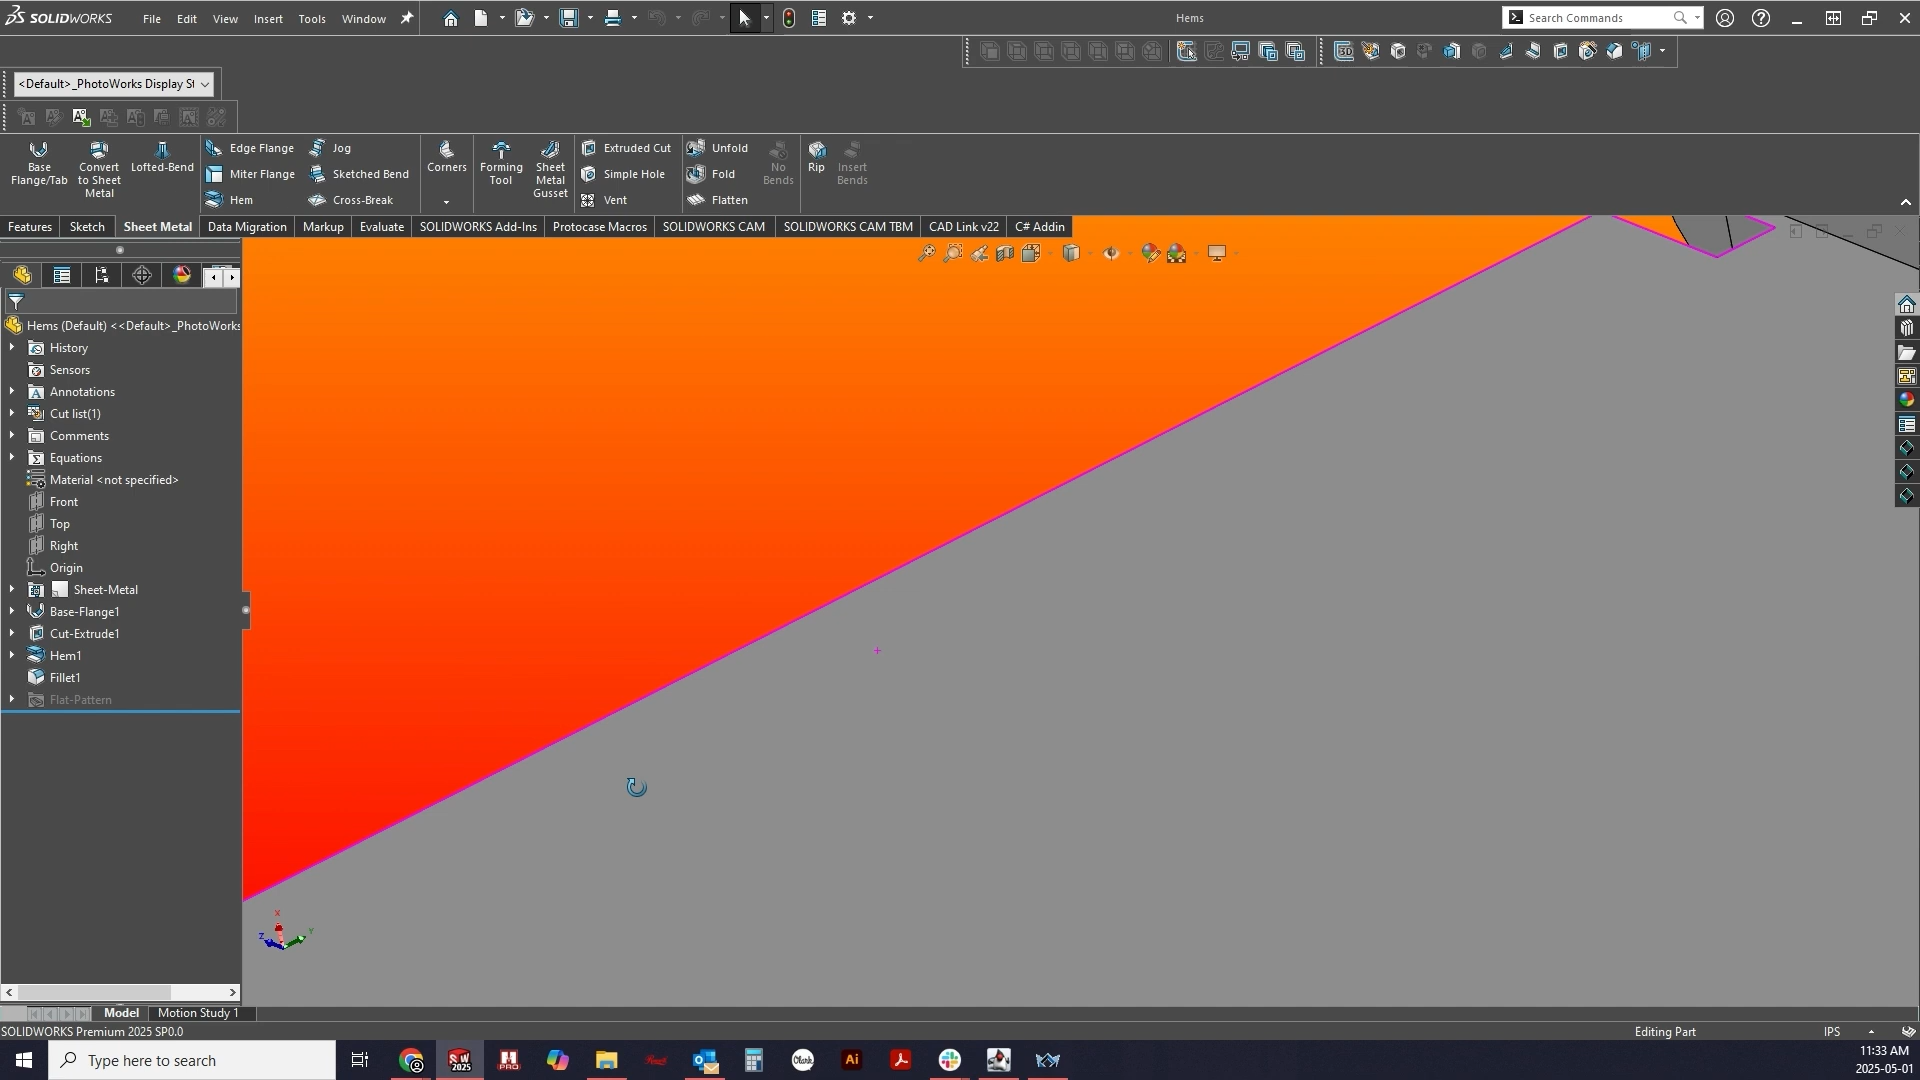 SOLIDWORKS File Edit View Insert Tools Window Hems Search Commands
<Default>_PhotoWorks Display St
Base Flange/Tab
Convert to Sheet Metal
Lofted-Bend
Edge Flange
Miter Flange
Hem
Jog
Sketched Bend
Cross-Break
Corners
Forming Tool
Sheet Metal Gusset
Extruded Cut
Simple Hole
Vent
Unfold
Fold
Flatten
No Bends
Rip
Insert Bends
Features Sketch Sheet Metal Data Migration Markup Evaluate SOLIDWORKS Add-Ins Protocase Macros SOLIDWORKS CAM SOLIDWORKS CAM TBM CAD Link v22 C# Addin
Hems (Default) <<Default>_PhotoWorks
History
Sensors
Annotations
Cut list(1)
Comments
Equations
Material <not specified>
Front
Top
Right
Origin
Sheet-Metal
Base-Flange1
Cut-Extrude1
Hem1
Fillet1
Flat-Pattern
X
Y
Z
Model Motion Study 1
SOLIDWORKS Premium 2025 SP0.0 Editing Part IPS
Type here to search
11:33 AM
2025-05-01